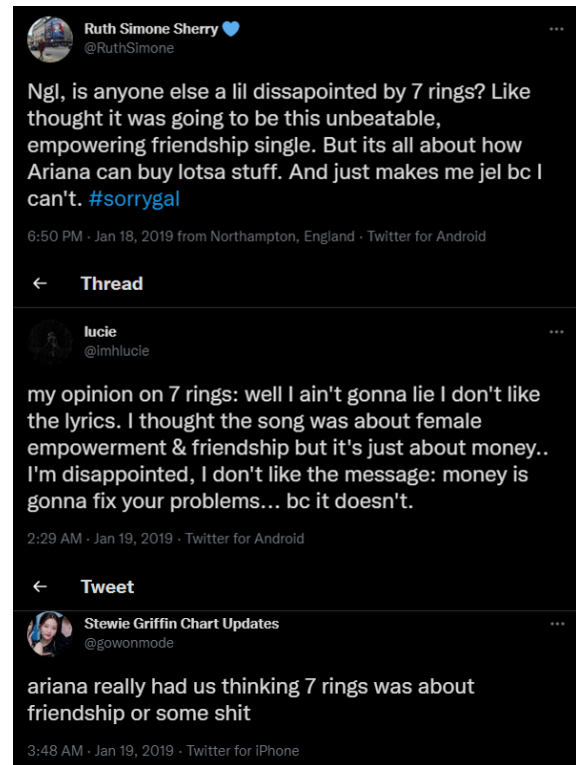 Ruth Simone Sherry 💙
@RuthSimone
Ngl, is anyone else a lil dissapointed by 7 rings? Like
thought it was going to be this unbeatable,
empowering friendship single. But its all about how
Ariana can buy lotsa stuff. And just makes me jel bc I
can't. #sorrygal
6:50 PM · Jan 18, 2019 from Northampton, England · Twitter for Android
Thread
lucie
@imhlucie
my opinion on 7 rings: well I ain't gonna lie I don't like
the lyrics. I thought the song was about female
empowerment & friendship but it's just about money..
I'm disappointed, I don't like the message: money is
gonna fix your problems... bc it doesn't.
2:29 AM · Jan 19, 2019 · Twitter for Android
Tweet
Stewie Griffin Chart Updates
@gowonmode
ariana really had us thinking 7 rings was about
friendship or some shit
3:48 AM · Jan 19, 2019 · Twitter for iPhone